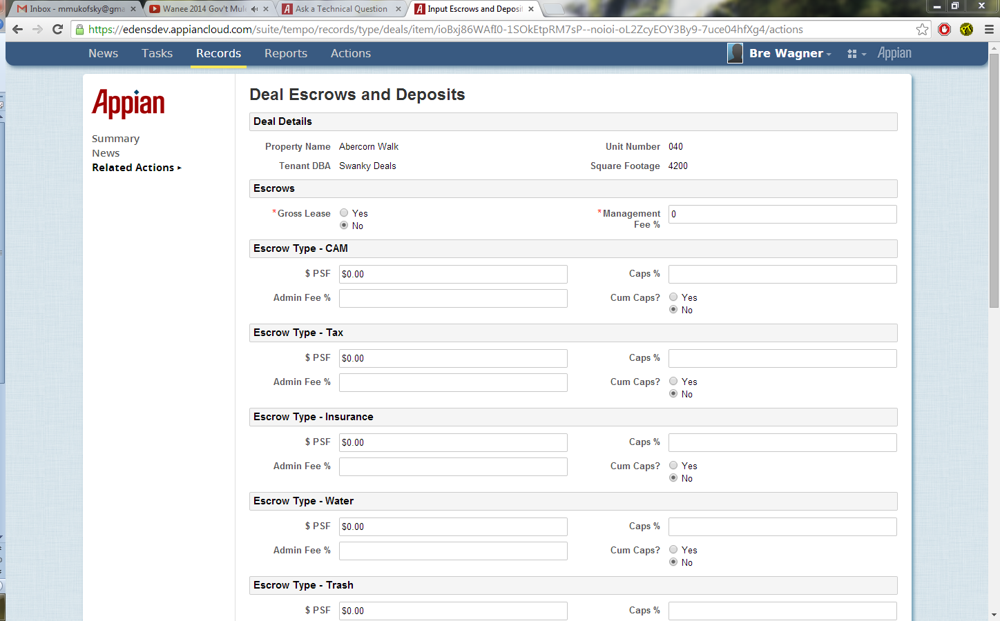 Inbox - mmukofsky@gma
Wanee 2014 Gov't Mule
Ask a Technical Question
Input Escrows and Deposit
https://edensdev.appiancloud.com/suite/tempo/records/type/deals/item/ioBxj86WAfI0-1SOkEtpRM7sP--noioi-oL2ZcyEOY3By9-7uce04hfXg4/actions
News Tasks Records Reports Actions Bre Wagner Appian
Appian
Summary
News
Related Actions
Deal Escrows and Deposits
Deal Details
Property Name Abercorn Walk Unit Number 040
Tenant DBA Swanky Deals Square Footage 4200
Escrows
*Gross Lease Yes *Management
No Fee % 0
Escrow Type - CAM
$ PSF $0.00 Caps %
Admin Fee % Cum Caps? Yes
No
Escrow Type - Tax
$ PSF $0.00 Caps %
Admin Fee % Cum Caps? Yes
No
Escrow Type - Insurance
$ PSF $0.00 Caps %
Admin Fee % Cum Caps? Yes
No
Escrow Type - Water
$ PSF $0.00 Caps %
Admin Fee % Cum Caps? Yes
No
Escrow Type - Trash
$ PSF $0.00 Caps %